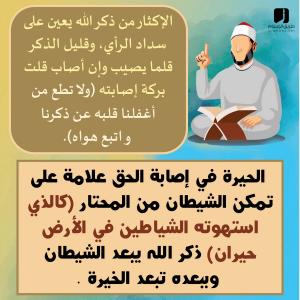 الإكثار من ذكر الله يعين على
سداد الرأي، وقليل الذكر
قلما يصيب وإن أصاب قلت
بركة إصابته (ولا تطع من
أغفلنا قلبه عن ذكرنا
واتبع هواه).
الحيرة في إصابة الحق علامة على
تمكن الشيطان من المحتار (كالذي
استهوته الشياطين في الأرض
حيران) ذكر الله يبعد الشيطان
وببعده تبعد الخيرة .